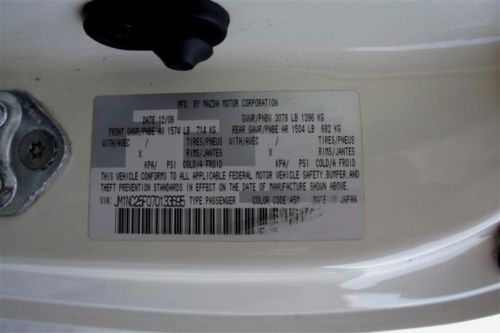 MFD. BY MAZDA MOTOR CORPORATION
DATE 12/06 GVWR/PNBV 3078 LB 1396 KG
FRONT GAWR/PNBE AV 1574 LB 714 KG REAR GAWR/PNBE AR 1504 LB 682 KG
WITH/AVEC / TIRES/PNEUS WITH/AVEC / TIRES/PNEUS
X RIMS/JANTES X RIMS/JANTES
KPA/ PSI COLD/A FROID KPA/ PSI COLD/A FROID
THIS VEHICLE CONFORMS TO ALL APPLICABLE FEDERAL MOTOR VEHICLE SAFETY, BUMPER, AND
THEFT PREVENTION STANDARDS IN EFFECT ON THE DATE OF MANUFACTURE SHOWN ABOVE.
VIN: JM1NC25F070133695 TYPE: PASSENGER COLOR CODE: A5M MADE IN JAPAN